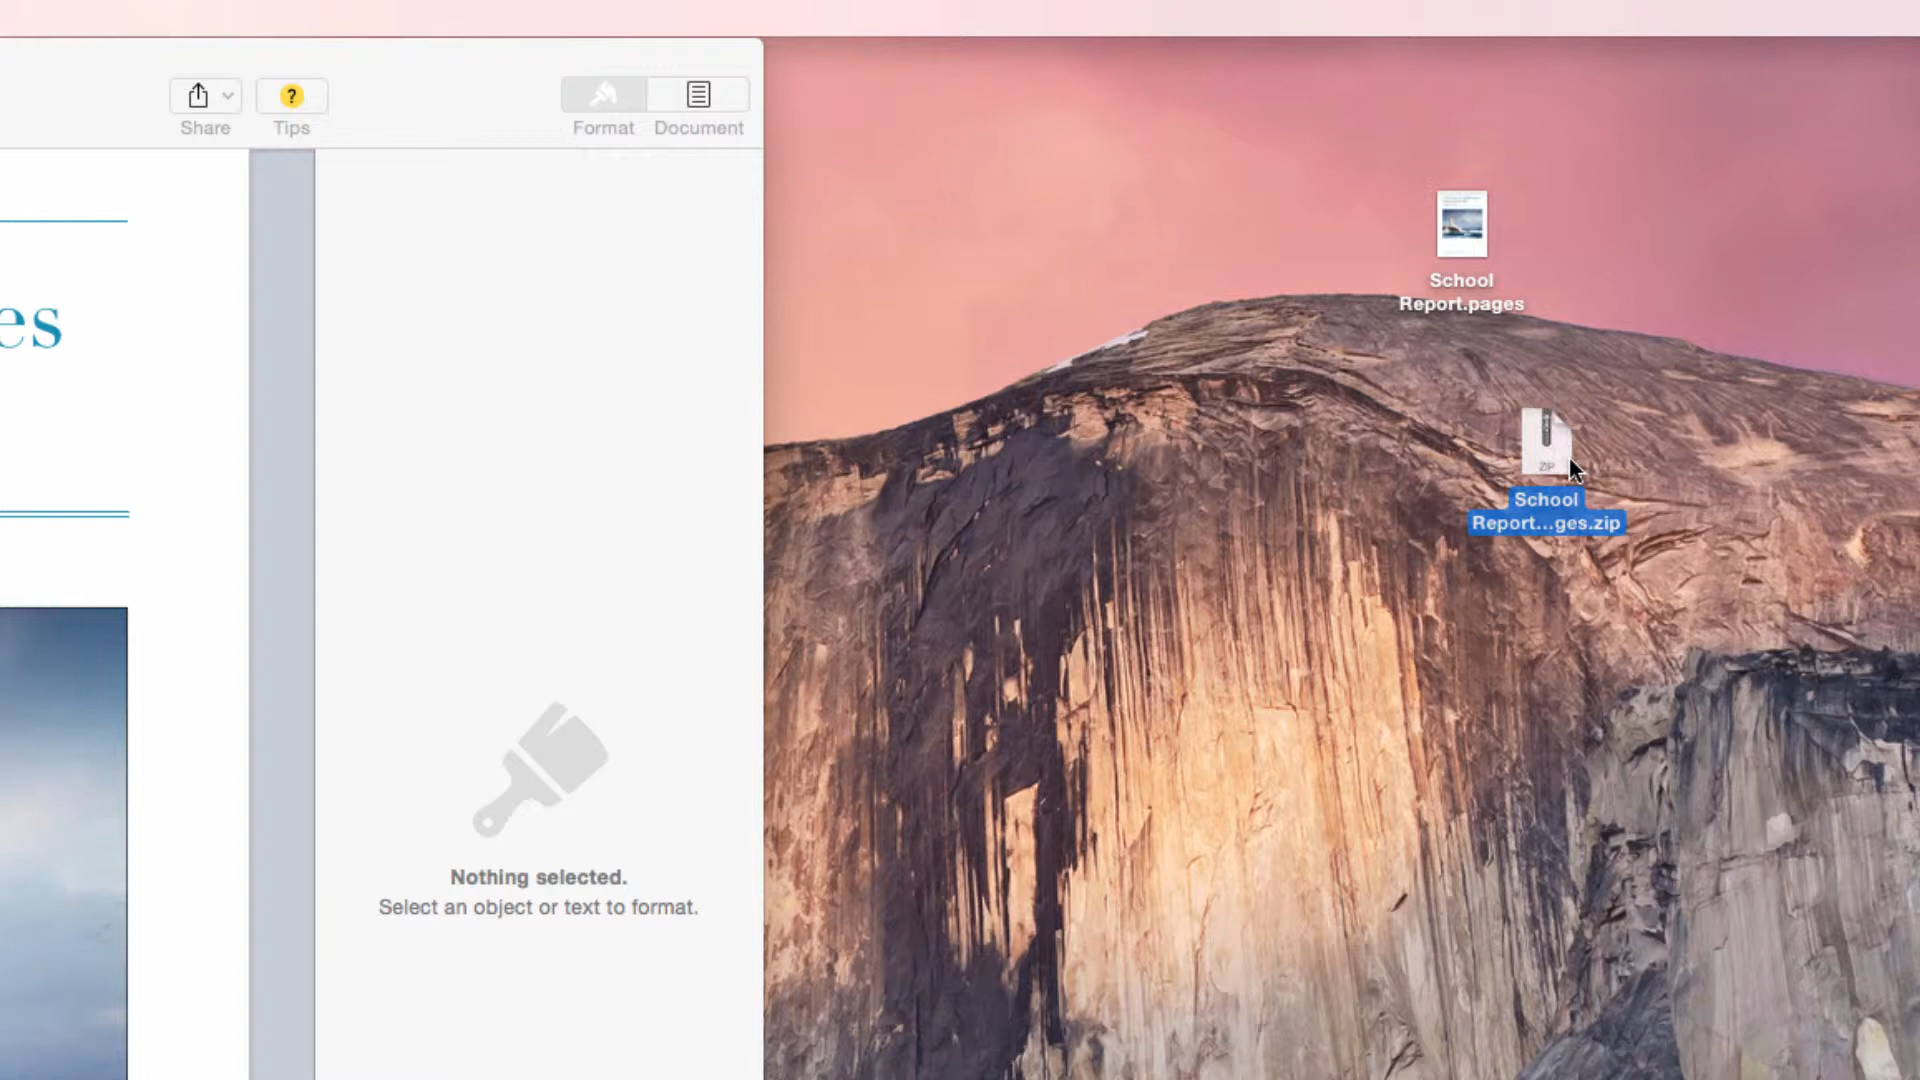 Share
?
Tips
Format
Document
es
Nothing selected.
Select an object or text to format.
School
Report.pages
ZIP
School
Report...ges.zip